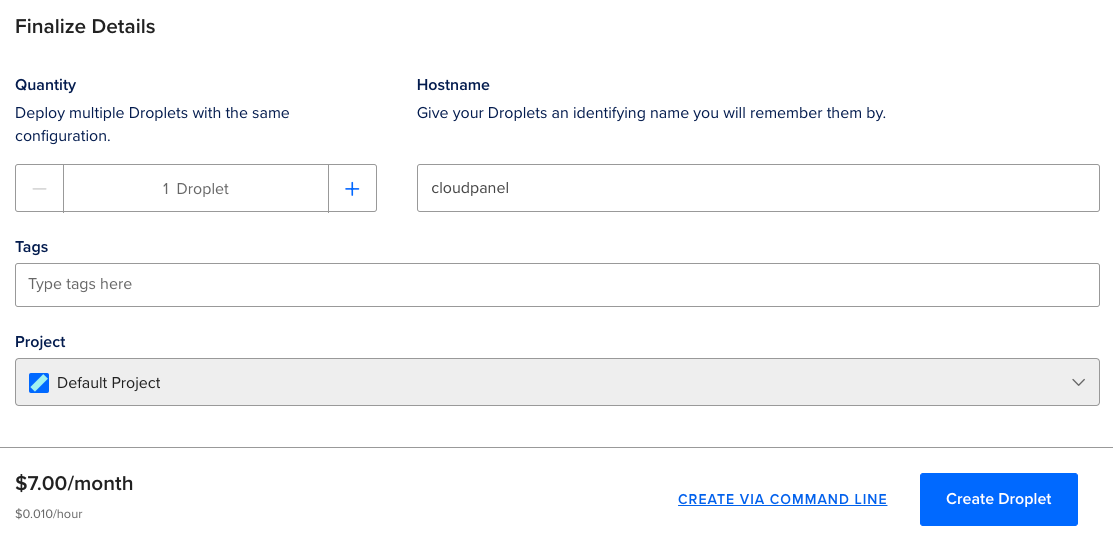 Finalize Details
Quantity
Deploy multiple Droplets with the same
configuration.
1 Droplet
Hostname
Give your Droplets an identifying name you will remember them by.
cloudpanel
Tags
Type tags here
Project
Default Project
$7.00/month
$0.010/hour
CREATE VIA COMMAND LINE
Create Droplet